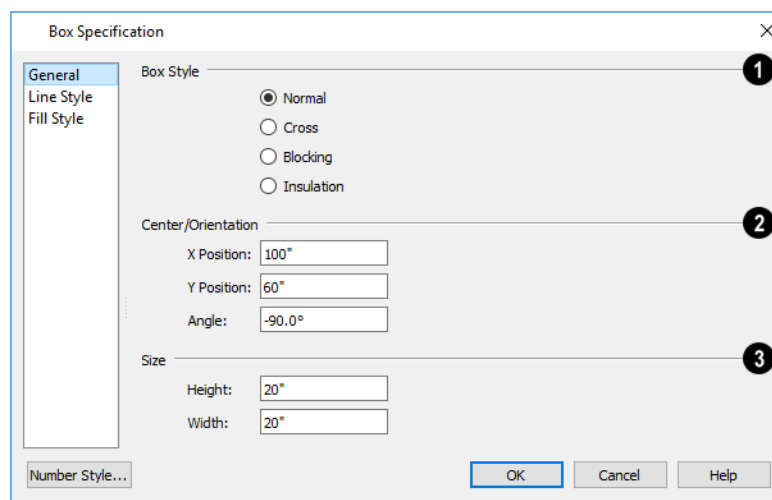 Box Specification
General
Line Style
Fill Style
Box Style
1
Normal
Cross
Blocking
Insulation
Center/Orientation
2
X Position: 100"
Y Position: 60"
Angle: -90.0°
Size
3
Height: 20"
Width: 20"
Number Style...
OK
Cancel
Help